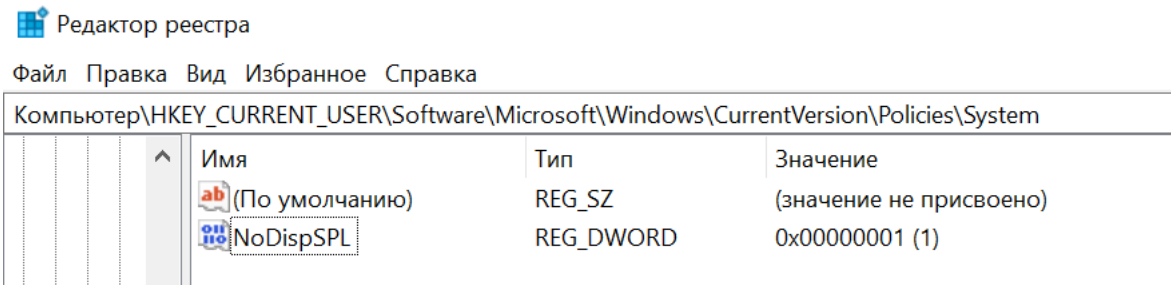 Редактор реестра
Файл Правка Вид Избранное Справка
Компьютер\HKEY_CURRENT_USER\Software\Microsoft\Windows\CurrentVersion\Policies\System
Имя Тип Значение
ab (По умолчанию) REG_SZ (значение не присвоено)
NoDispSPL REG_DWORD 0x00000001 (1)